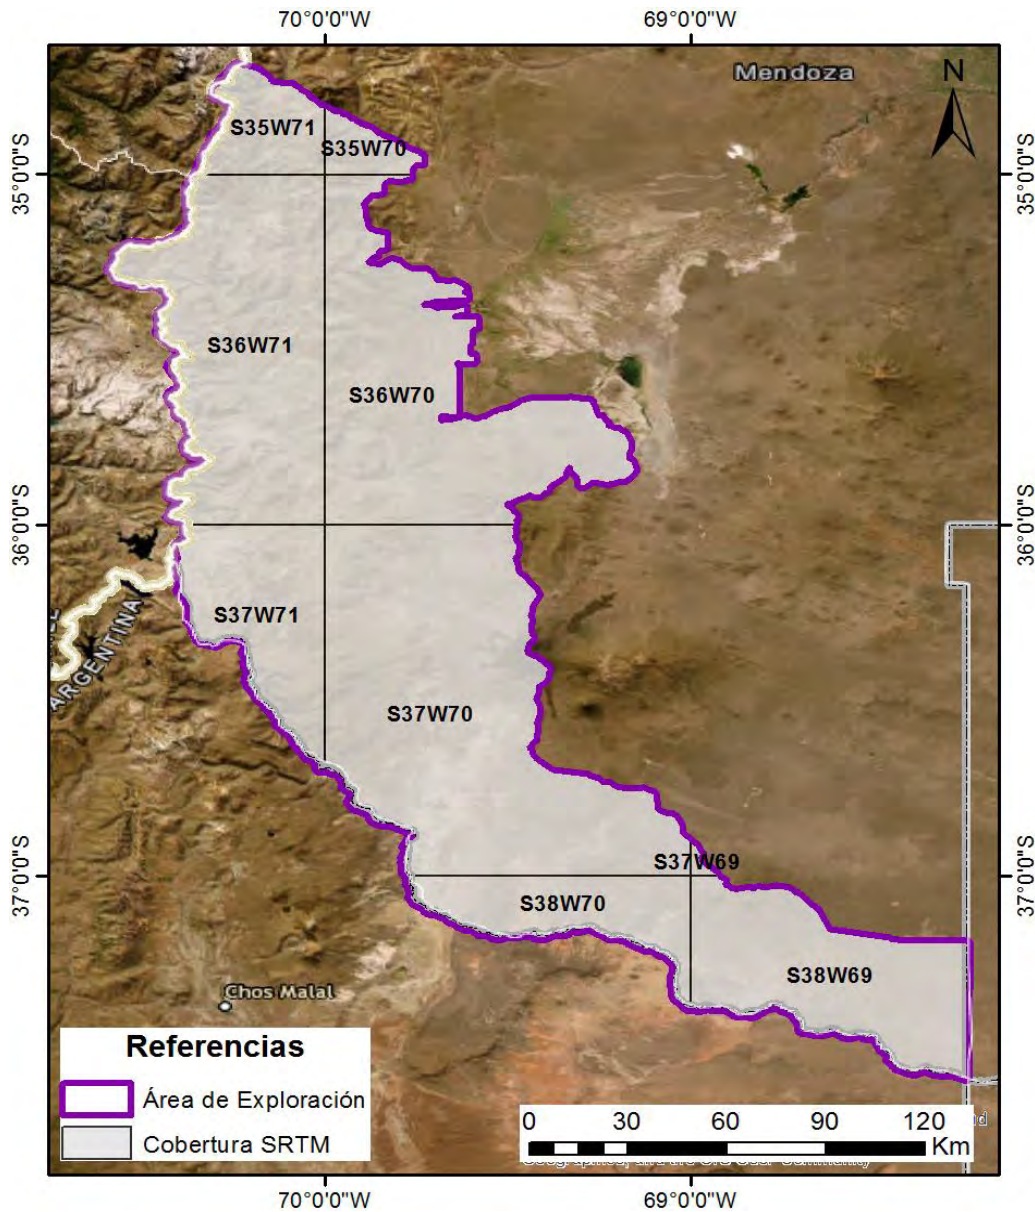 70°0'0"W 69°0'0"W
Mendoza
N
S35W71
S35W70
35°0'0"S 35°0'0"S
S36W71
S36W70
36°0'0"S 36°0'0"S
S37W71
ARGENTINA
S37W70
S37W69
37°0'0"S 37°0'0"S
S38W70
S38W69
Chos Malal
Referencias
Área de Exploración
Cobertura SRTM
0 30 60 90 120
Km
70°0'0"W 69°0'0"W